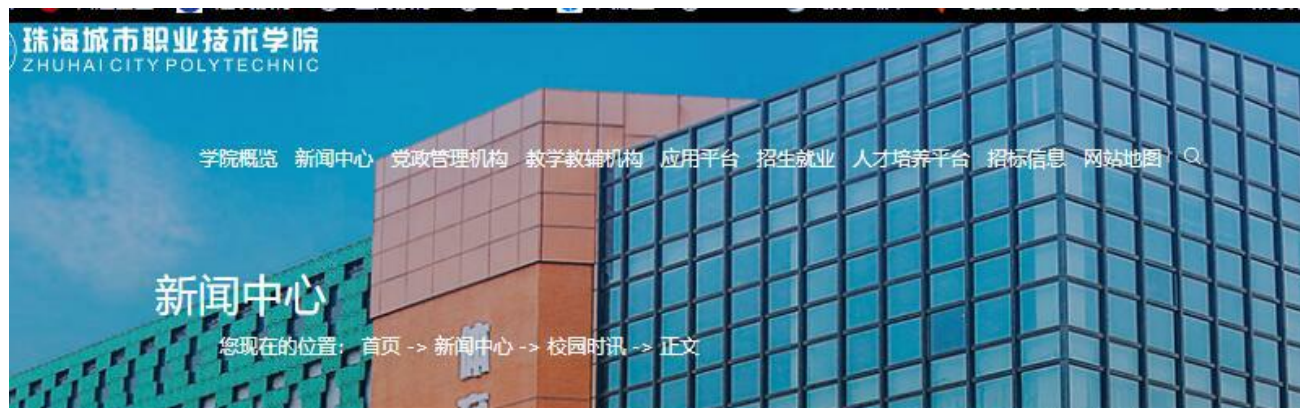 珠海城市职业技术学院
ZHUHAI CITY POLYTECHNIC
学院概览 新闻中心 党政管理机构 教学教辅机构 应用平台 招生就业 人才培养平台 招标信息 网站地图
新闻中心
您现在的位置： 首页 -> 新闻中心 -> 校园时讯 -> 正文